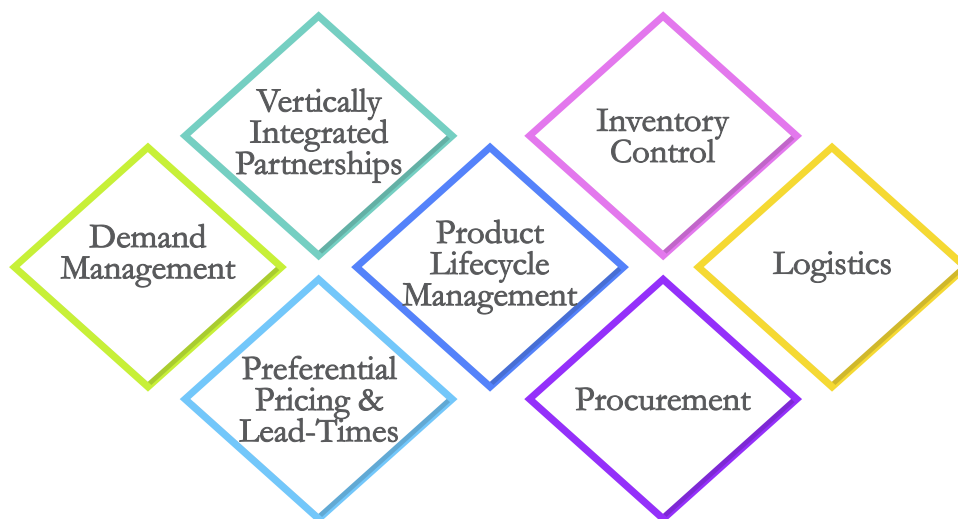 Vertically
Integrated
Partnerships
Inventory
Control
Demand
Management
Product
Lifecycle
Management
Logistics
Preferential
Pricing &
Lead-Times
Procurement